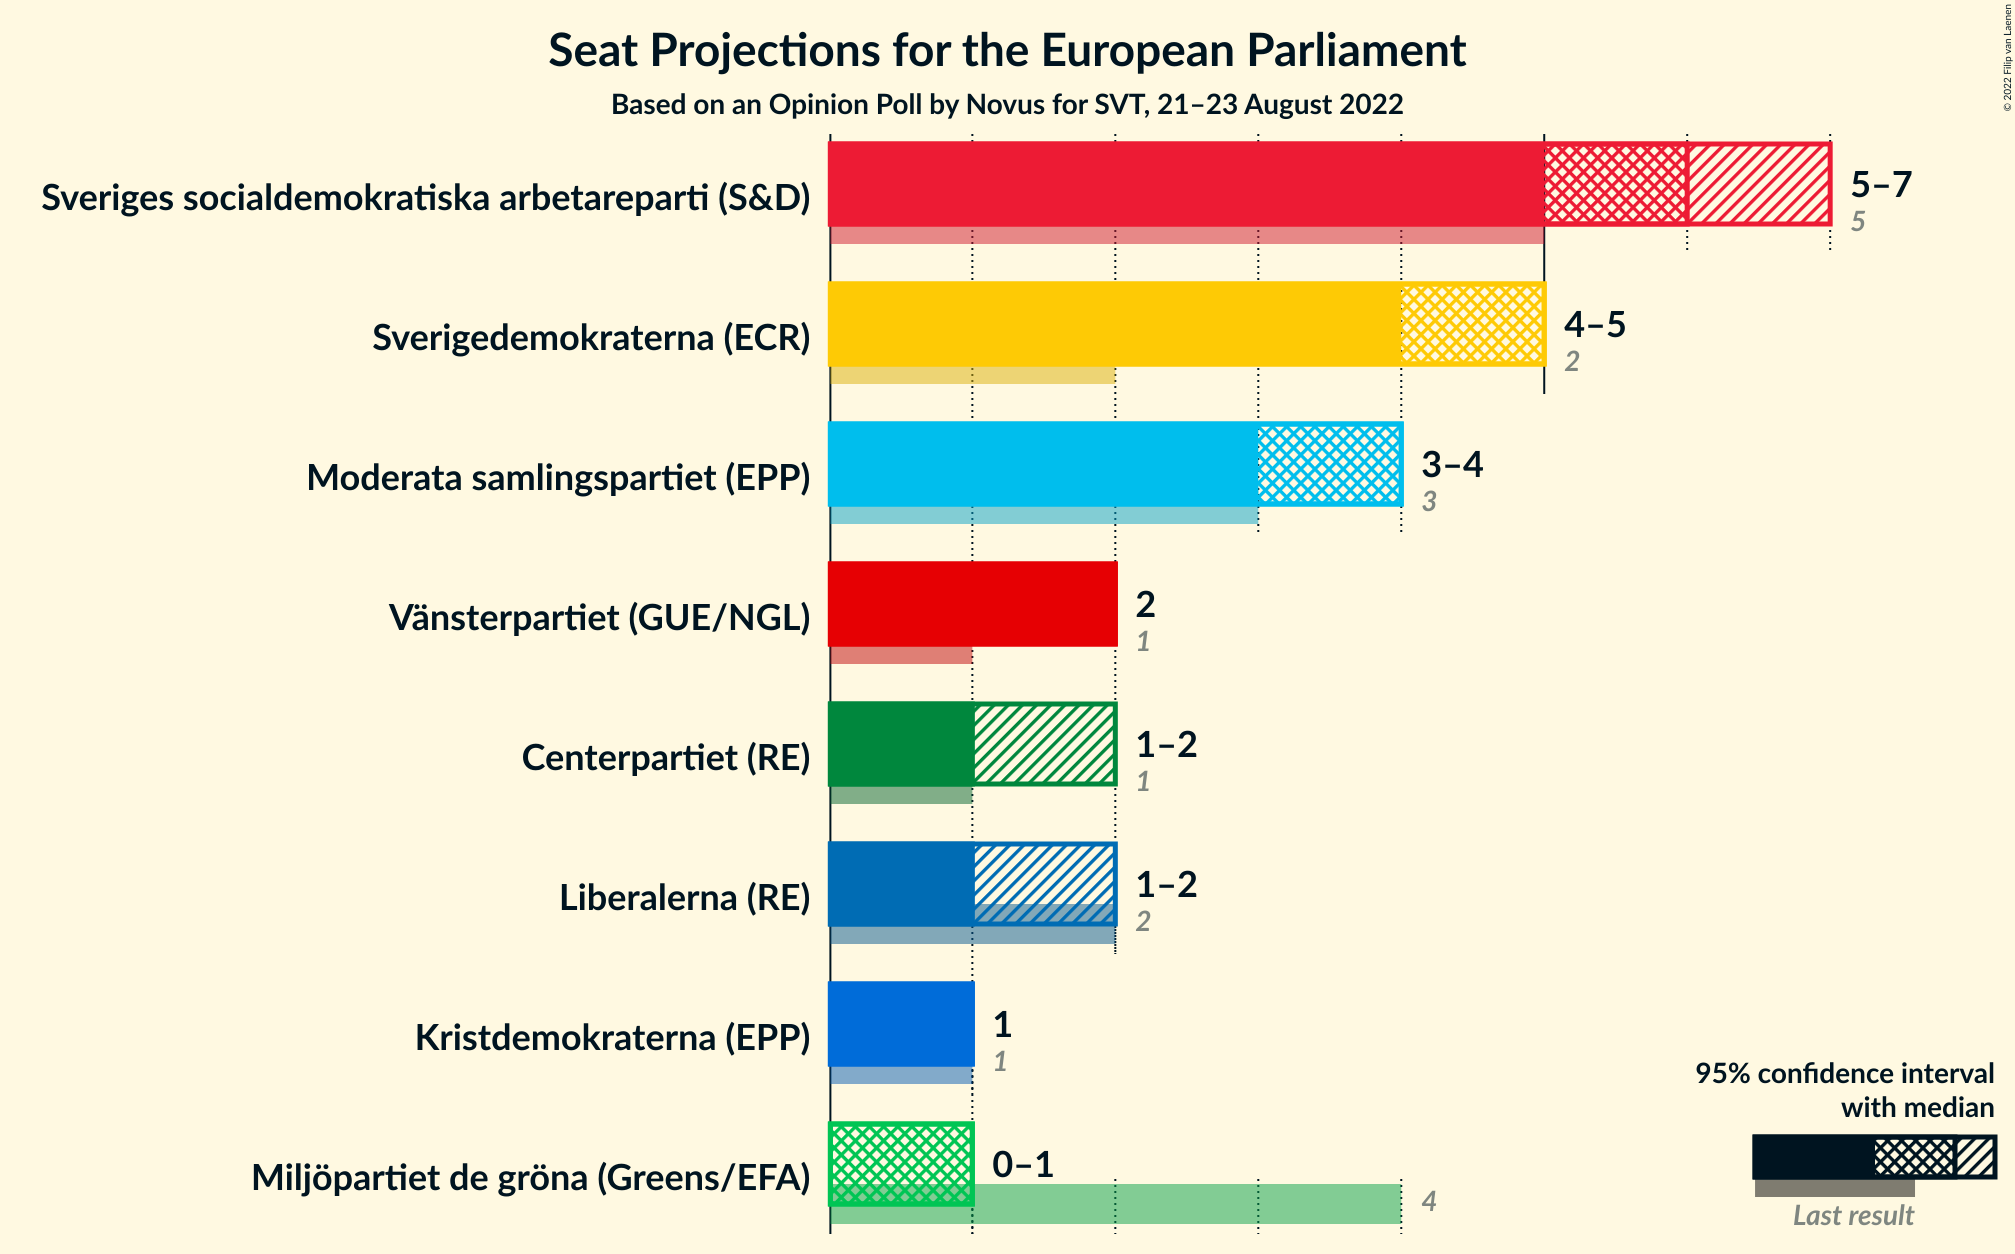 Seat Projections for the European Parliament
Based on an Opinion Poll by Novus for SVT, 21–23 August 2022
© 2022 Filip van Laenen
Sveriges socialdemokratiska arbetareparti (S&D)
5–7
5
Sverigedemokraterna (ECR)
4–5
2
Moderata samlingspartiet (EPP)
3–4
3
Vänsterpartiet (GUE/NGL)
2
1
Centerpartiet (RE)
1–2
1
Liberalerna (RE)
1–2
2
Kristdemokraterna (EPP)
1
1
Miljöpartiet de gröna (Greens/EFA)
0–1
4
95% confidence interval
with median
Last result